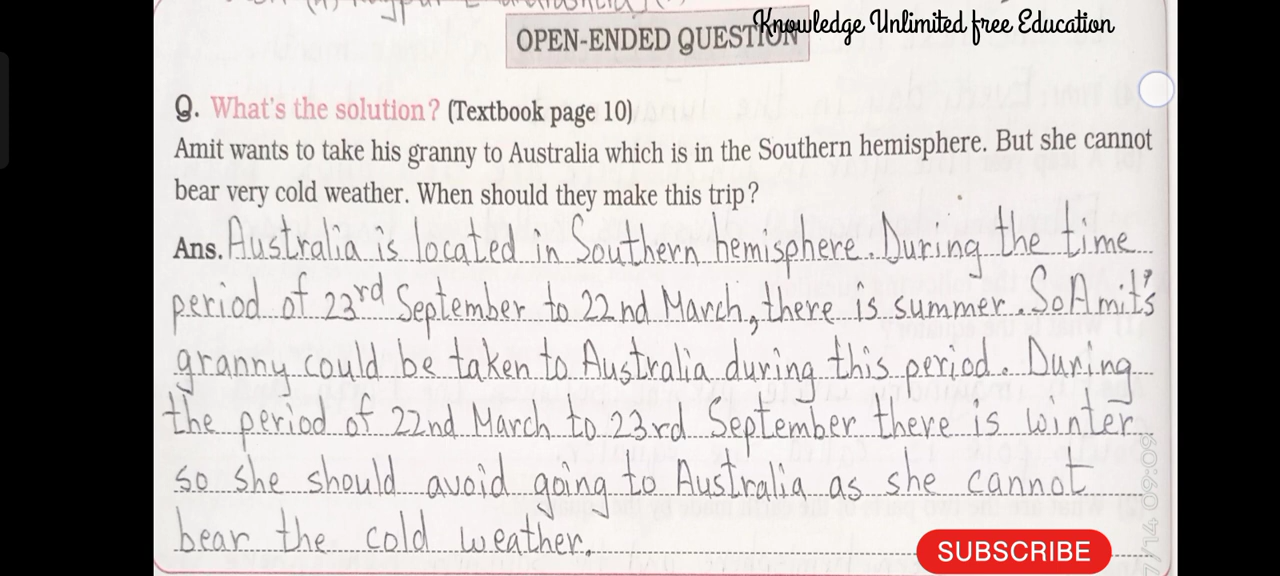 Knowledge Unlimited free Education
OPEN-ENDED QUESTION
Q. What's the solution? (Textbook page 10)
Amit wants to take his granny to Australia which is in the Southern hemisphere. But she cannot
bear very cold weather. When should they make this trip?
Ans. Australia is located in Southern hemisphere. During the time
period of 23rd September to 22nd March, there is summer. So Amit's
granny could be taken to Australia during this period. During
the period of 22nd March to 23rd September there is winter
so she should avoid going to Australia as she cannot
bear the cold weather.
SUBSCRIBE
7/14 09:09